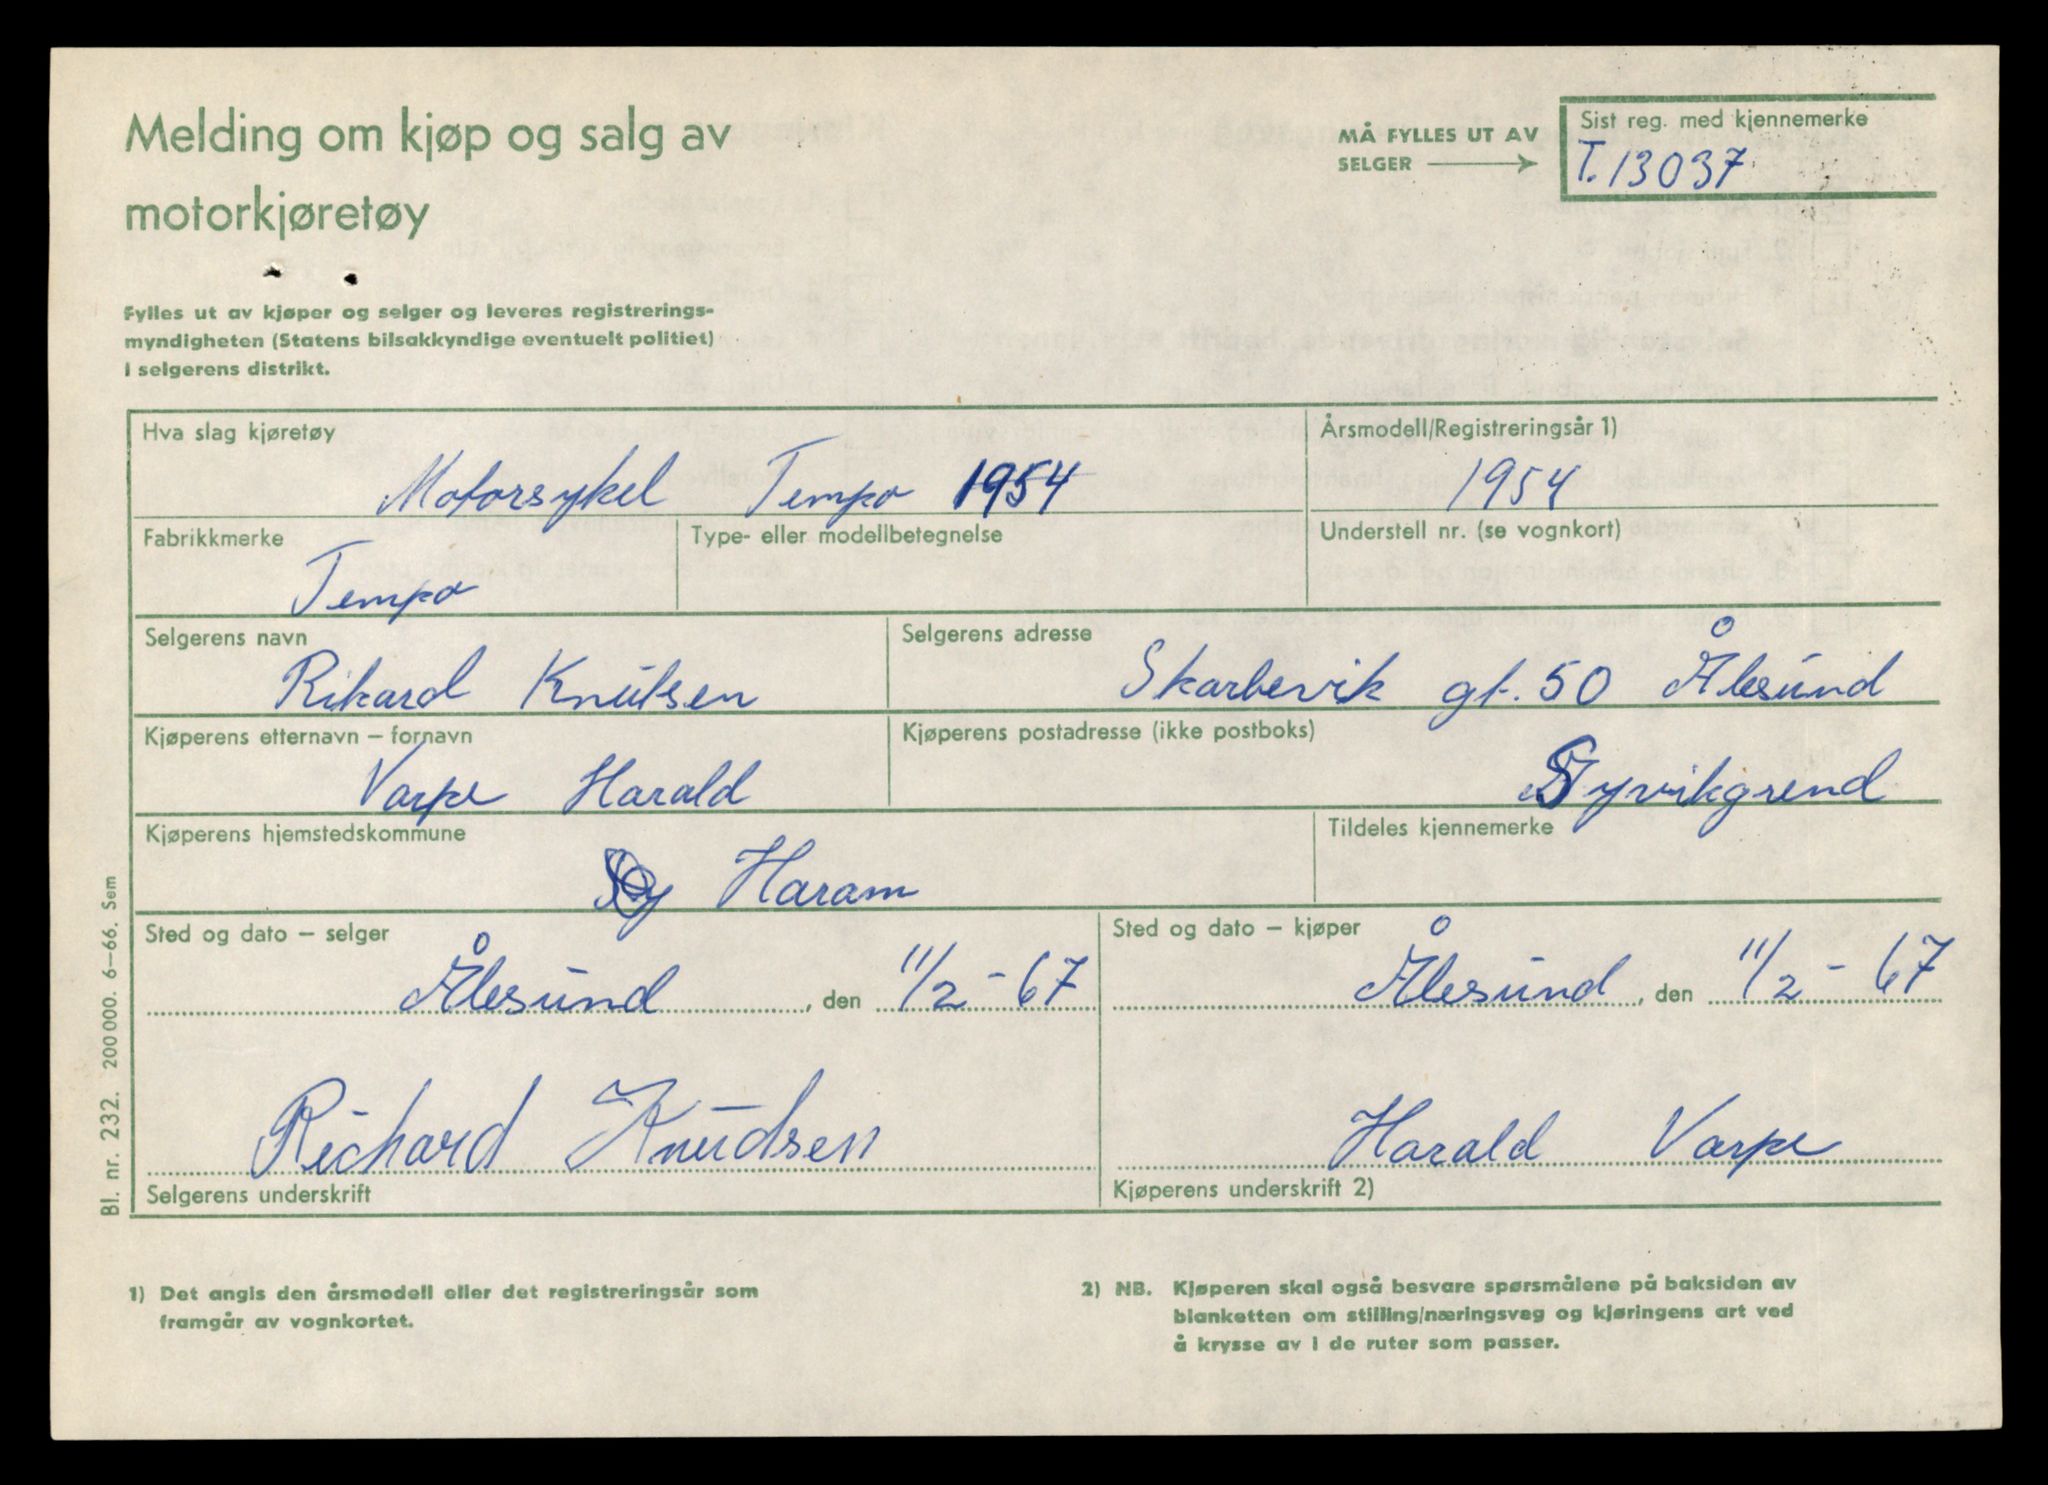 Melding om kjøp og salg av
motorkjøretøy
MÅ FYLLES UT AV
SELGER
Sist reg. med kjennemerke
T.13037
Fylles ut av kjøper og selger og leveres registrerings-
myndigheten (Statens bilsakkyndige eventuelt politiet)
i selgerens distrikt.
Hva slag kjøretøy
Årsmodell/Registreringsår 1)
Motorsykel Tempo 1954
1954
Fabrikkmerke
Type- eller modellbetegnelse
Understell nr. (se vognkort)
Tempo
Selgerens navn
Selgerens adresse
Rikard Knutsen
Skarbevik gt. 50 Ålesund
Kjøperens etternavn – fornavn
Kjøperens postadresse (ikke postboks)
Varpe Harald
Syvikgrend
Kjøperens hjemstedskommune
Tildeles kjennemerke
Haram
Sted og dato – selger
Sted og dato – kjøper
Ålesund, den 11/2 - 67
Ålesund, den 11/2 - 67
Richard Knudsen
Harald Varpe
Selgerens underskrift
Kjøperens underskrift 2)
Bl. nr. 232. 200 000. 6–66. Sem
1) Det angis den årsmodell eller det registreringsår som
framgår av vognkortet.
2) NB. Kjøperen skal også besvare spørsmålene på baksiden av
blanketten om stilling/næringsveg og kjøringens art ved
å krysse av i de ruter som passer.